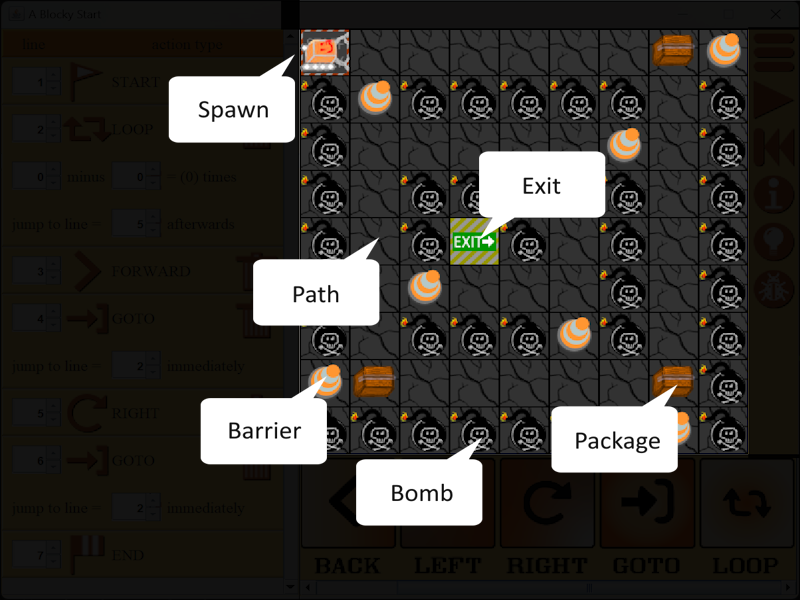 A Blocky Start
line action type
1 START
Spawn
2 LOOP
0 minus 0 = (0) times
Exit
jump to line = 5 afterwards
EXIT
3 FORWARD
Path
4 GOTO
jump to line = 2 immediately
5 RIGHT
Barrier
Package
6 GOTO
Bomb
jump to line = 2 immediately
7 END
BACK LEFT RIGHT GOTO LOOP